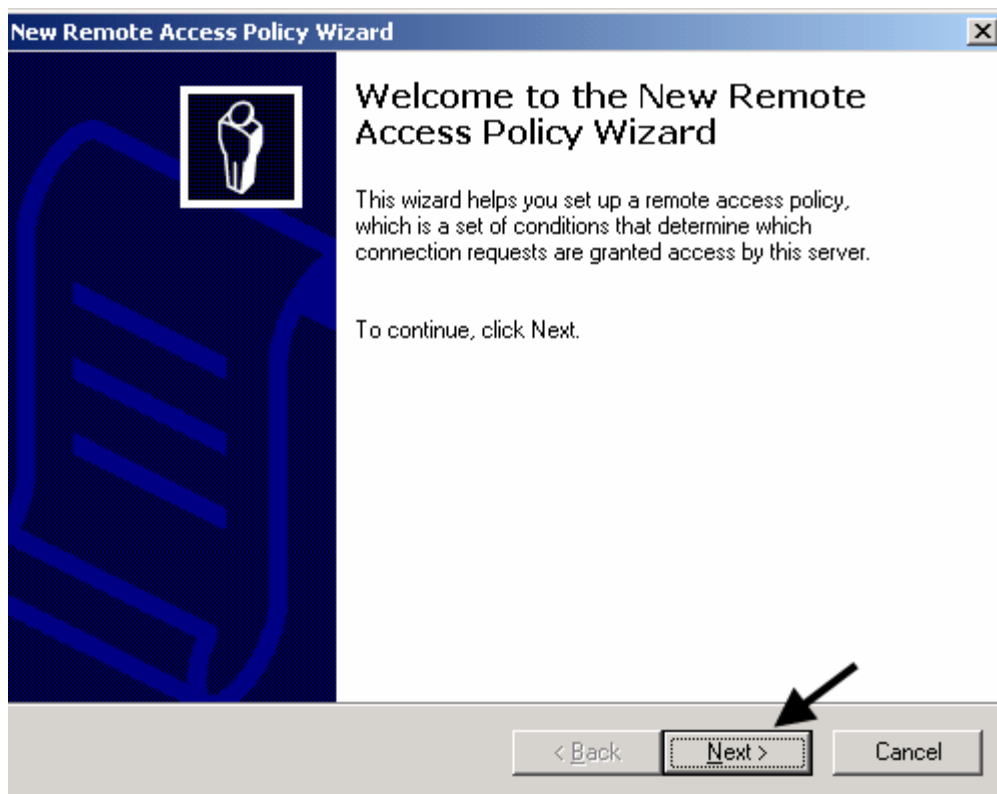 New Remote Access Policy Wizard
Welcome to the New Remote
Access Policy Wizard
This wizard helps you set up a remote access policy,
which is a set of conditions that determine which
connection requests are granted access by this server.
To continue, click Next.
< Back
Next >
Cancel